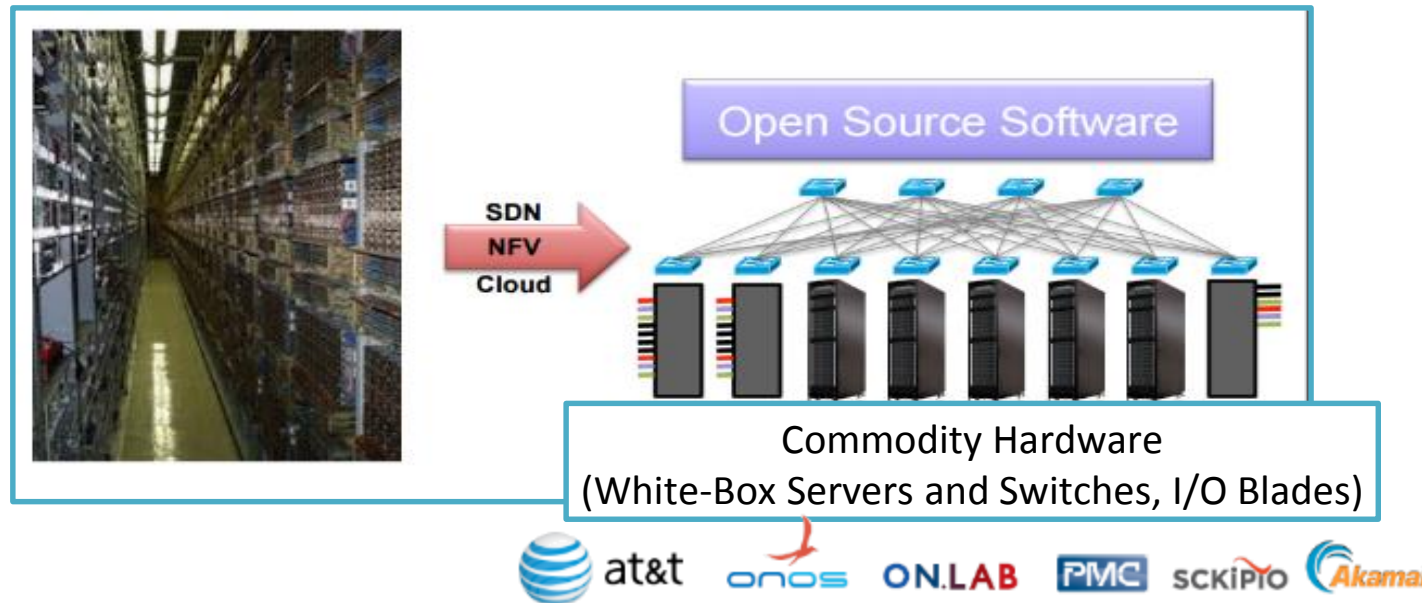 Open Source Software
SDN
NFV
Cloud
Commodity Hardware
(White-Box Servers and Switches, I/O Blades)
at&t
onos
ON.LAB
PMC
SCKIPIO
Akamai